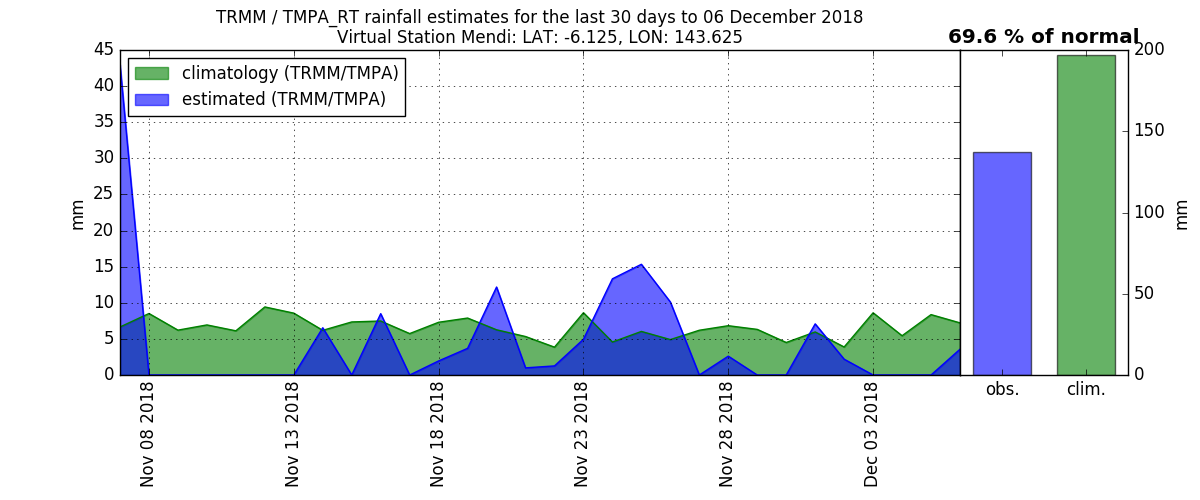 TRMM / TMPA_RT rainfall estimates for the last 30 days to 06 December 2018
Virtual Station Mendi: LAT: -6.125, LON: 143.625
69.6 % of normal
climatology (TRMM/TMPA)
estimated (TRMM/TMPA)
45
40
35
30
25
20
15
10
5
0
mm
Nov 08 2018
Nov 13 2018
Nov 18 2018
Nov 23 2018
Nov 28 2018
Dec 03 2018
200
150
100
50
0
mm
obs.
clim.